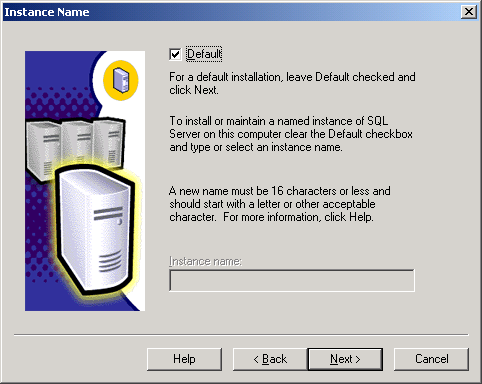 Instance Name
Default
For a default installation, leave Default checked and
click Next.
To install or maintain a named instance of SQL
Server on this computer clear the Default checkbox
and type or select an instance name.
A new name must be 16 characters or less and
should start with a letter or other acceptable
character.  For more information, click Help.
Instance name:
Help
< Back
Next >
Cancel